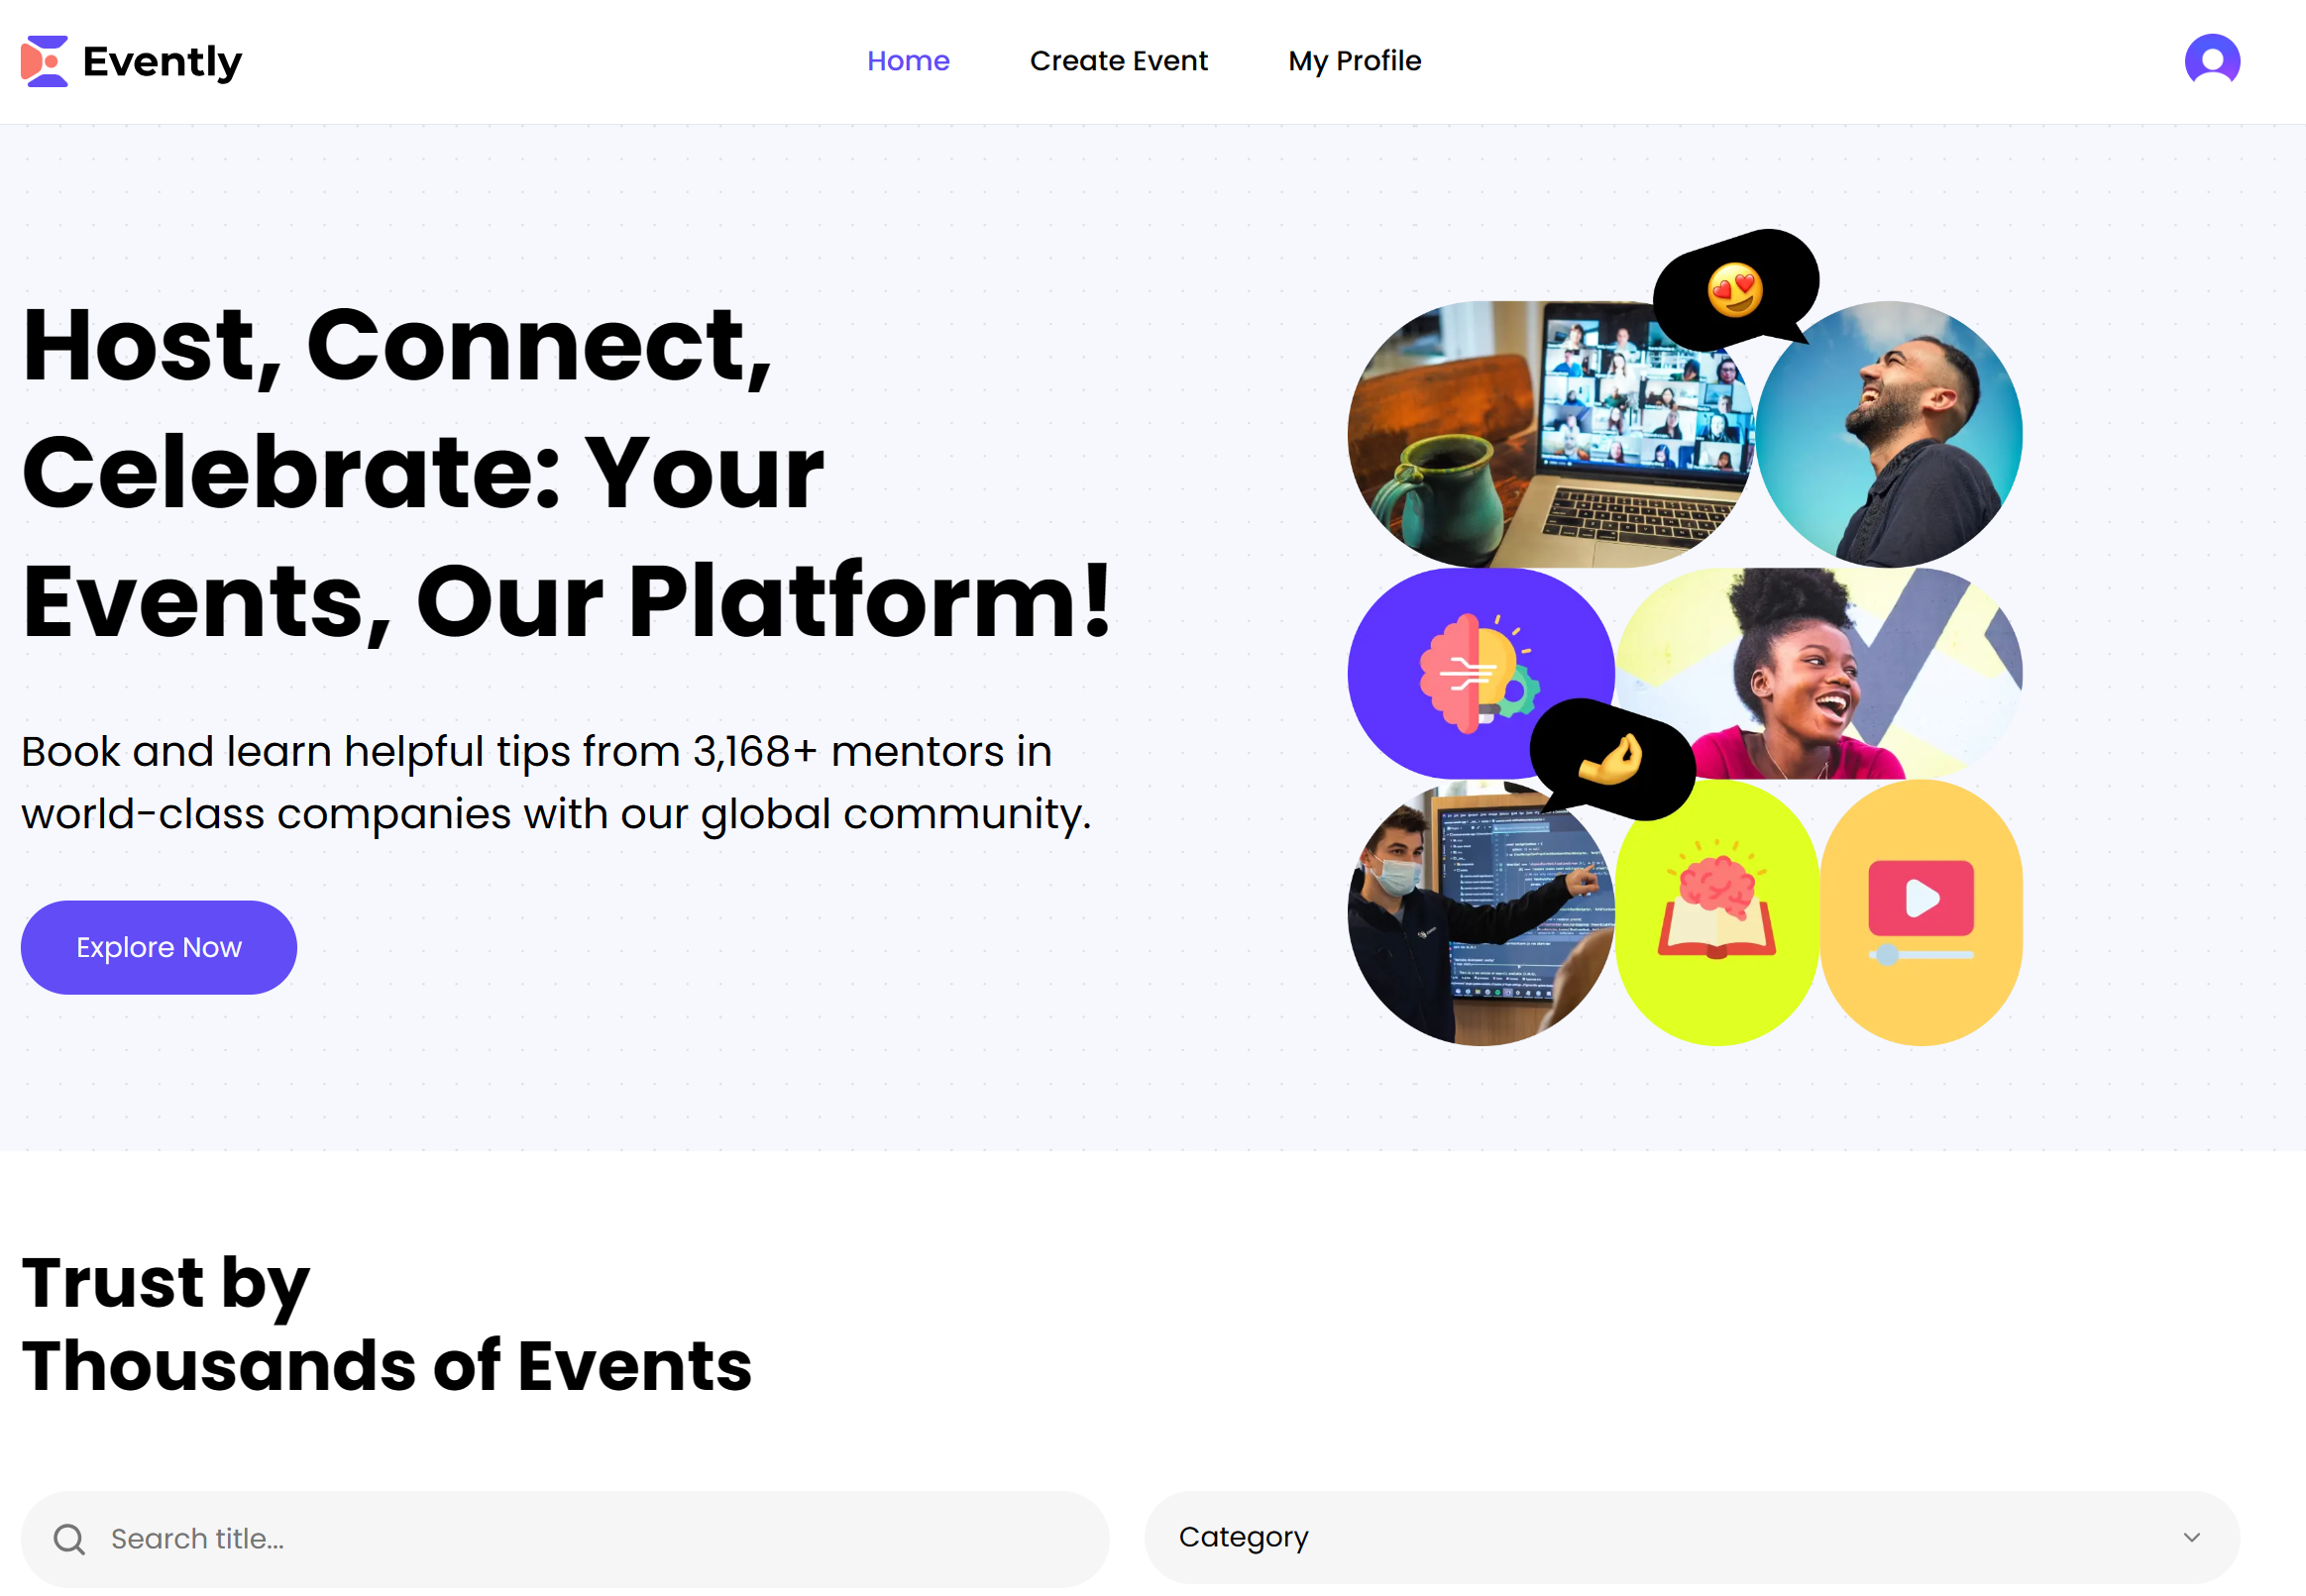 Evently
Home
Create Event
My Profile
Host, Connect,
Celebrate: Your
Events, Our Platform!
Book and learn helpful tips from 3,168+ mentors in
world-class companies with our global community.
Explore Now
Trust by
Thousands of Events
Search title...
Category